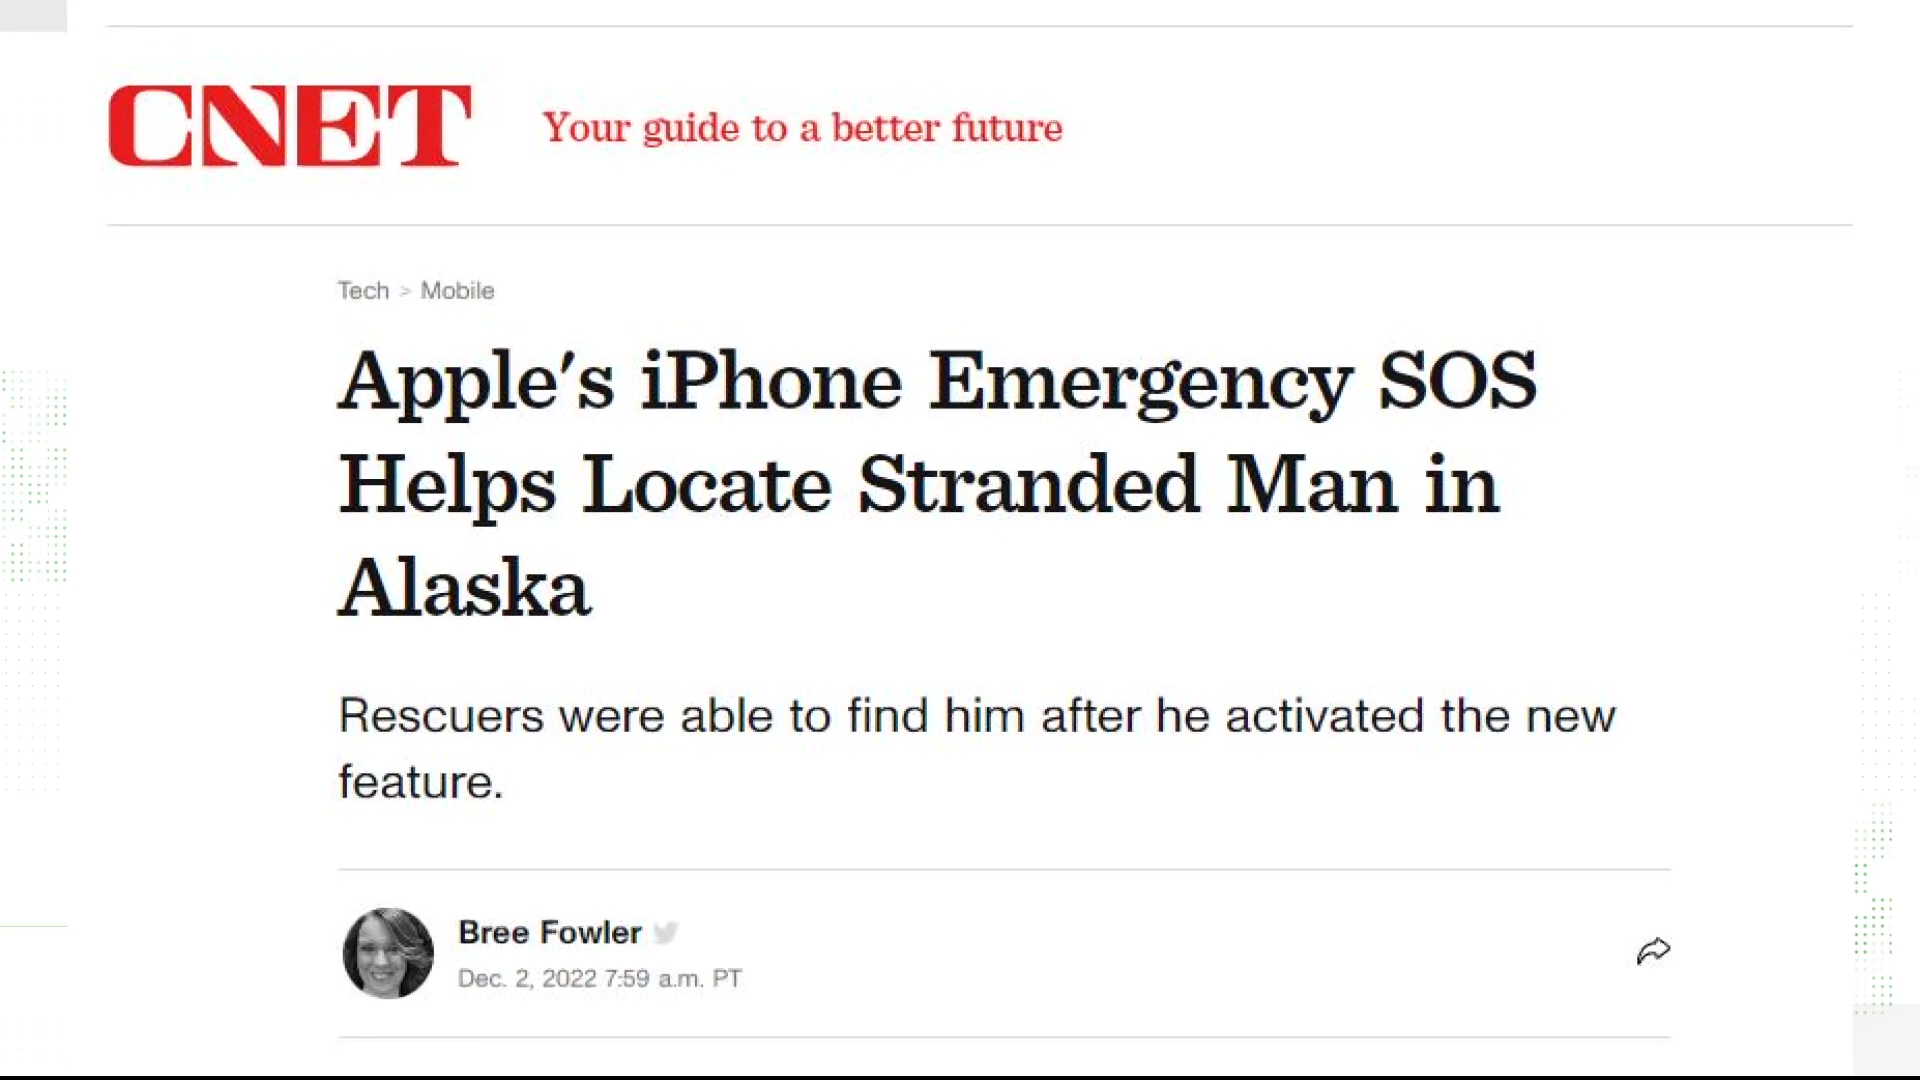 CNET
Your guide to a better future
Tech > Mobile
Apple's iPhone Emergency SOS
Helps Locate Stranded Man in
Alaska
Rescuers were able to find him after he activated the new
feature.
Bree Fowler
Dec. 2, 2022 7:59 a.m. PT